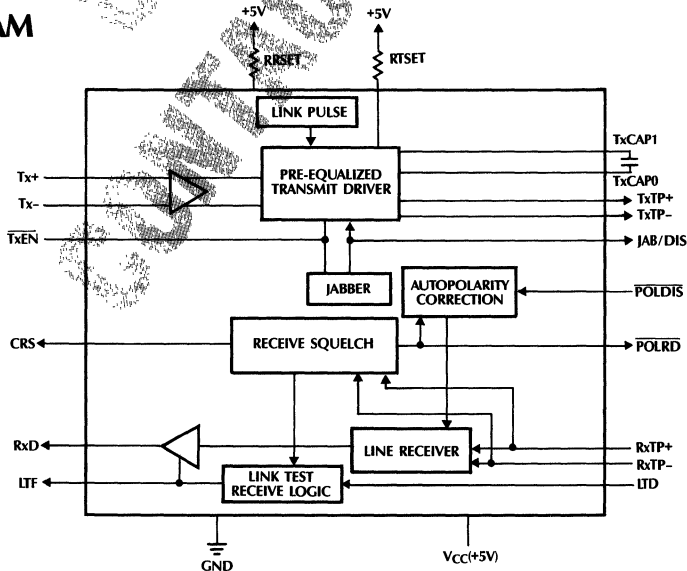 AM
+5V
+5V
RRSET
RTSET
LINK PULSE
TxCAP1
PRE-EQUALIZED
TRANSMIT DRIVER
Tx+
TxCAP0
Tx−
TxTP+
TxTP−
TxEN
JAB/DIS
JABBER
AUTOPOLARITY
CORRECTION
POLDIS
CRS
RECEIVE SQUELCH
POLRD
RxD
LINE RECEIVER
RxTP+
RxTP−
LTF
LINK TEST
RECEIVE LOGIC
LTD
GND
VCC(+5V)